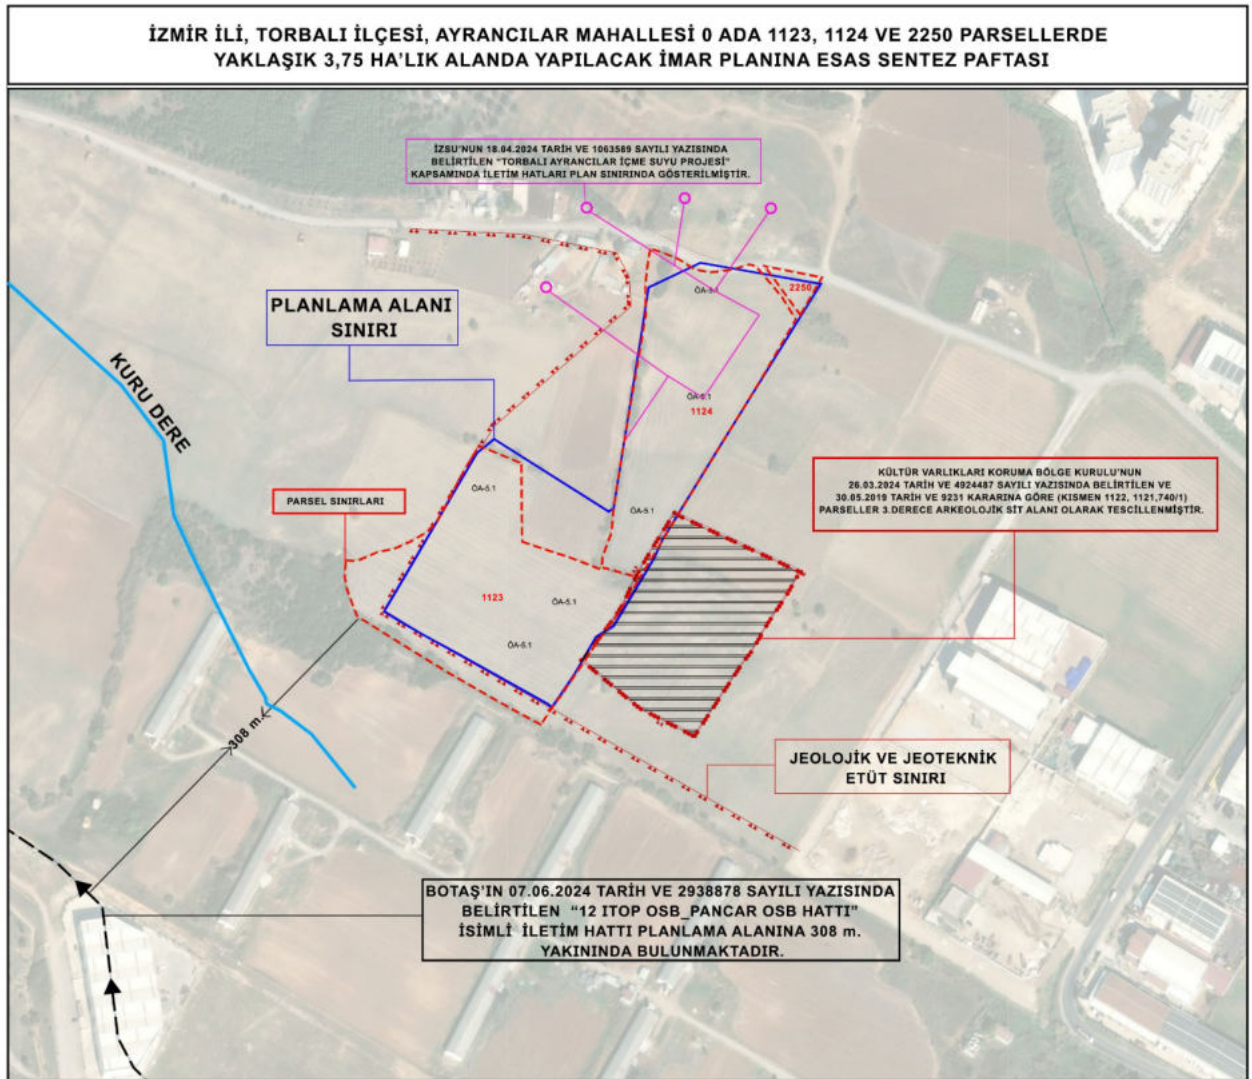 İZMİR İLİ, TORBALI İLÇESİ, AYRANCILAR MAHALLESİ 0 ADA 1123, 1124 VE 2250 PARSELLERDE
YAKLAŞIK 3,75 HA'LIK ALANDA YAPILACAK İMAR PLANINA ESAS SENTEZ PAFTASI
İZSU'NUN 18.04.2024 TARİH VE 1063589 SAYILI YAZISINDA
BELİRTİLEN "TORBALI AYRANCILAR İÇME SUYU PROJESİ"
KAPSAMINDA İLETİM HATLARI PLAN SINIRINDA GÖSTERİLMİŞTİR.
2250
ÖA-5.1
PLANLAMA ALANI
SINIRI
KURU DERE
ÖA-5.1
1124
KÜLTÜR VARLIKLARI KORUMA BÖLGE KURULU'NUN
26.03.2024 TARİH VE 4924487 SAYILI YAZISINDA BELİRTİLEN VE
30.05.2019 TARİH VE 9231 KARARINA GÖRE (KISMEN 1122, 1121,740/1)
PARSELLER 3.DERECE ARKEOLOJİK SİT ALANI OLARAK TESCİLLENMİŞTİR.
ÖA-5.1
PARSEL SINIRLARI
ÖA-5.1
1123
ÖA-5.1
ÖA-5.1
308 m.
JEOLOJİK VE JEOTEKNİK
ETÜT SINIRI
BOTAŞ'IN 07.06.2024 TARİH VE 2938878 SAYILI YAZISINDA
BELİRTİLEN "12 ITOP OSB_PANCAR OSB HATTI"
İSİMLİ İLETİM HATTI PLANLAMA ALANINA 308 m.
YAKININDA BULUNMAKTADIR.